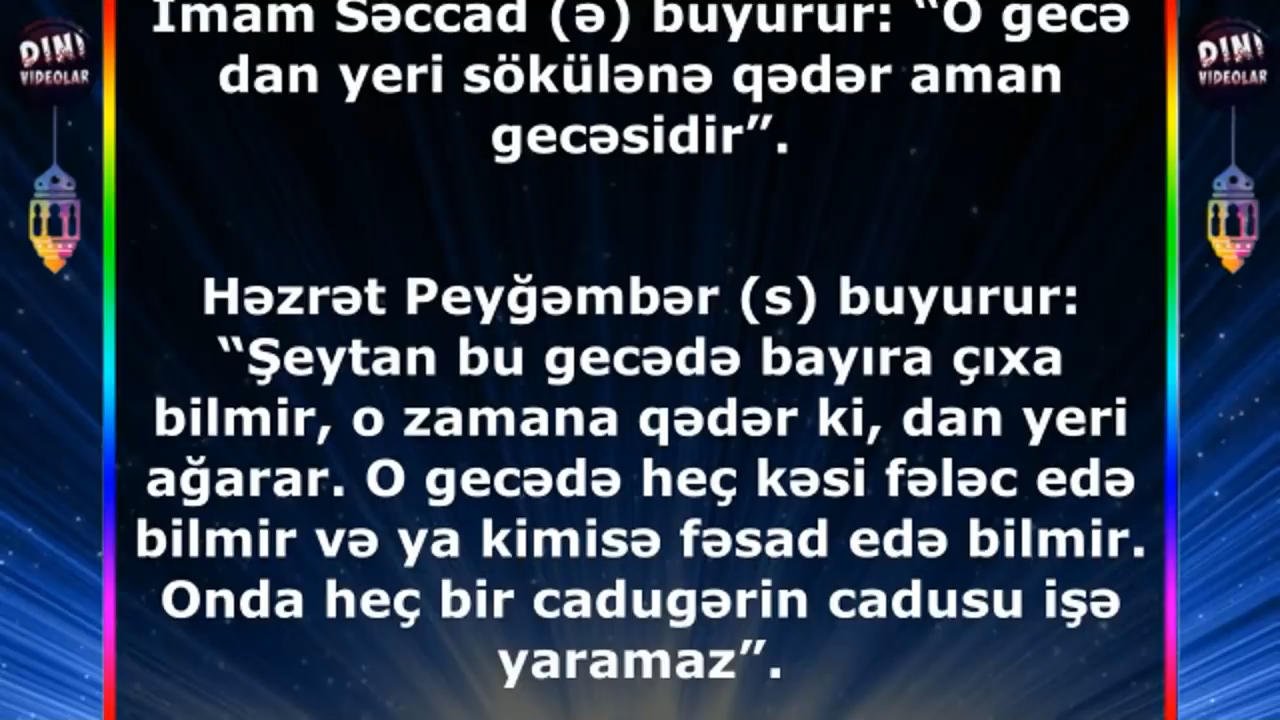 İmam Səccad (ə) buyurur: “O gecə
dan yeri sökülənə qədər aman
gecəsidir”.
Həzrət Peyğəmbər (s) buyurur:
“Şeytan bu gecədə bayıra çıxa
bilmir, o zamana qədər ki, dan yeri
ağarar. O gecədə heç kəsi fələc edə
bilmir və ya kimisə fəsad edə bilmir.
Onda heç bir cadugərin cadusu işə
yaramaz”.
DINI
VIDEOLAR
DINI
VIDEOLAR